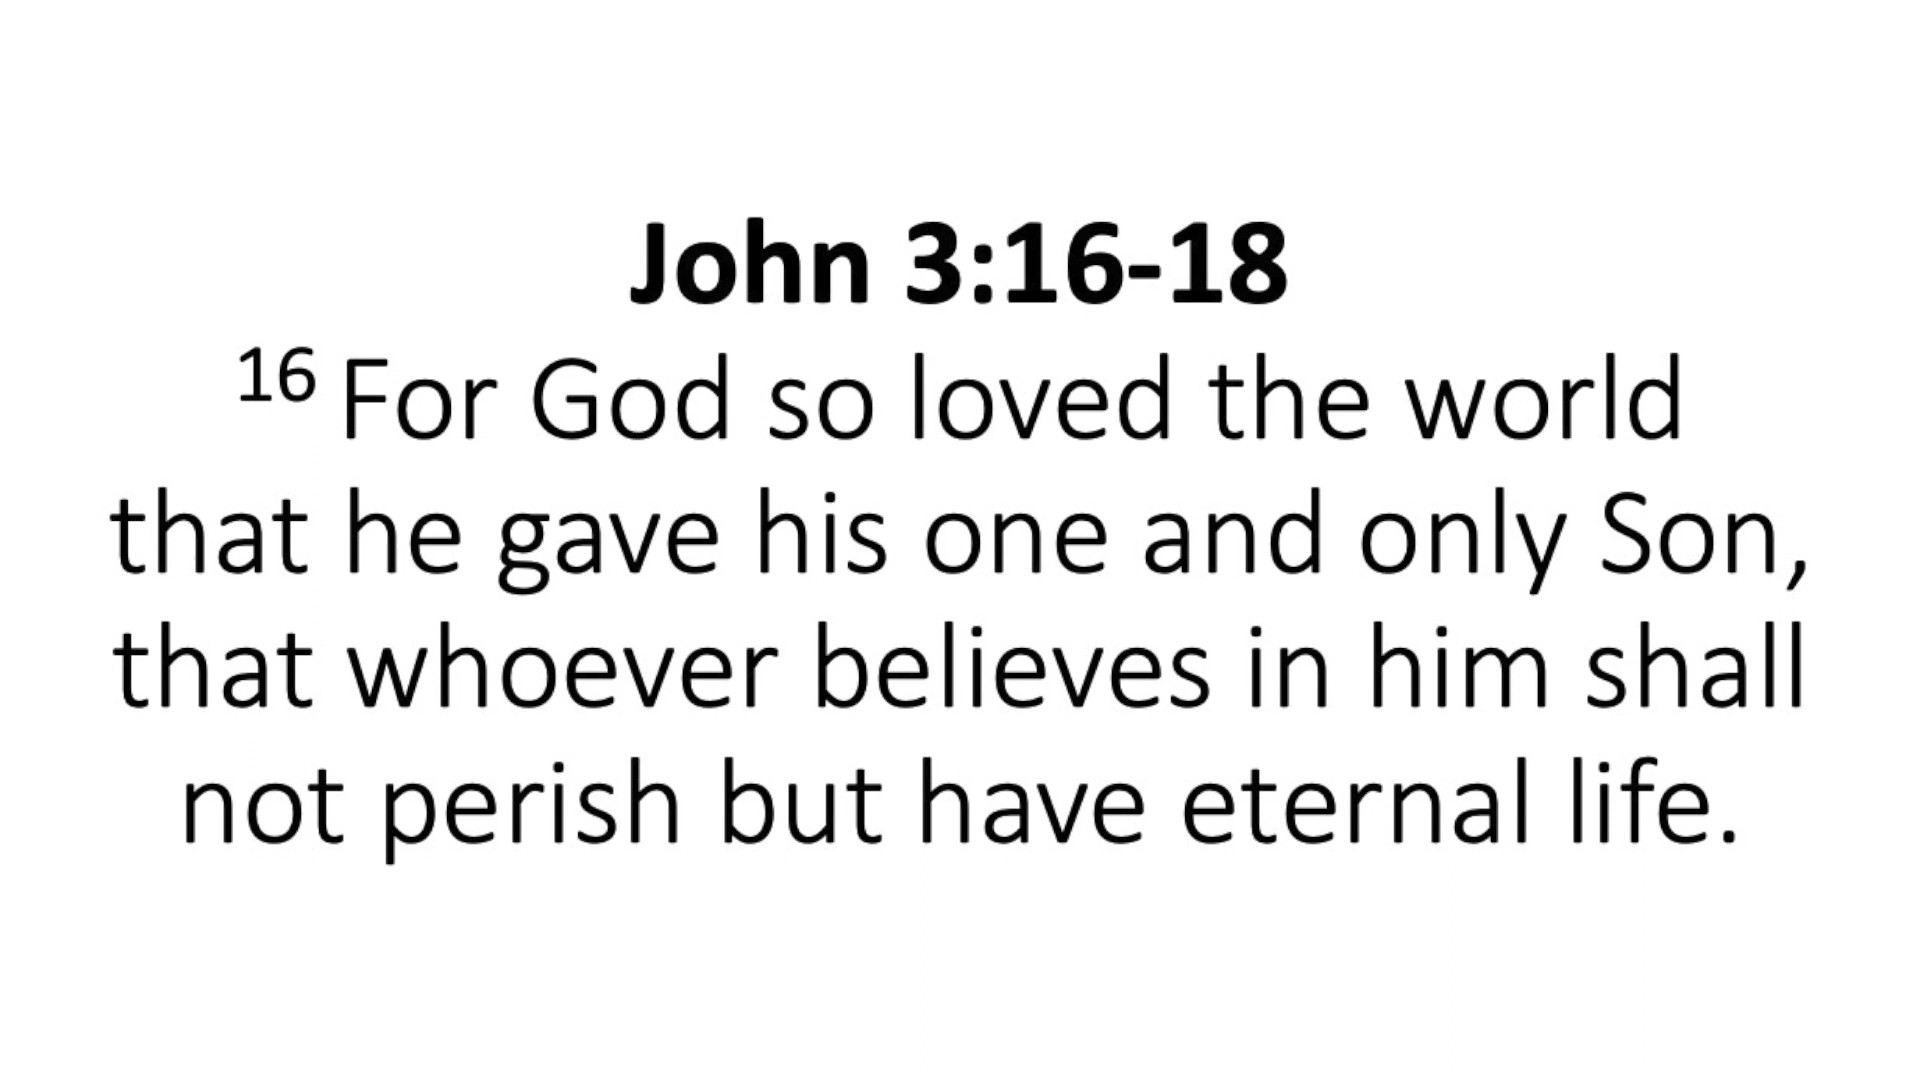 John 3:16-18
16 For God so loved the world
that he gave his one and only Son,
that whoever believes in him shall
not perish but have eternal life.